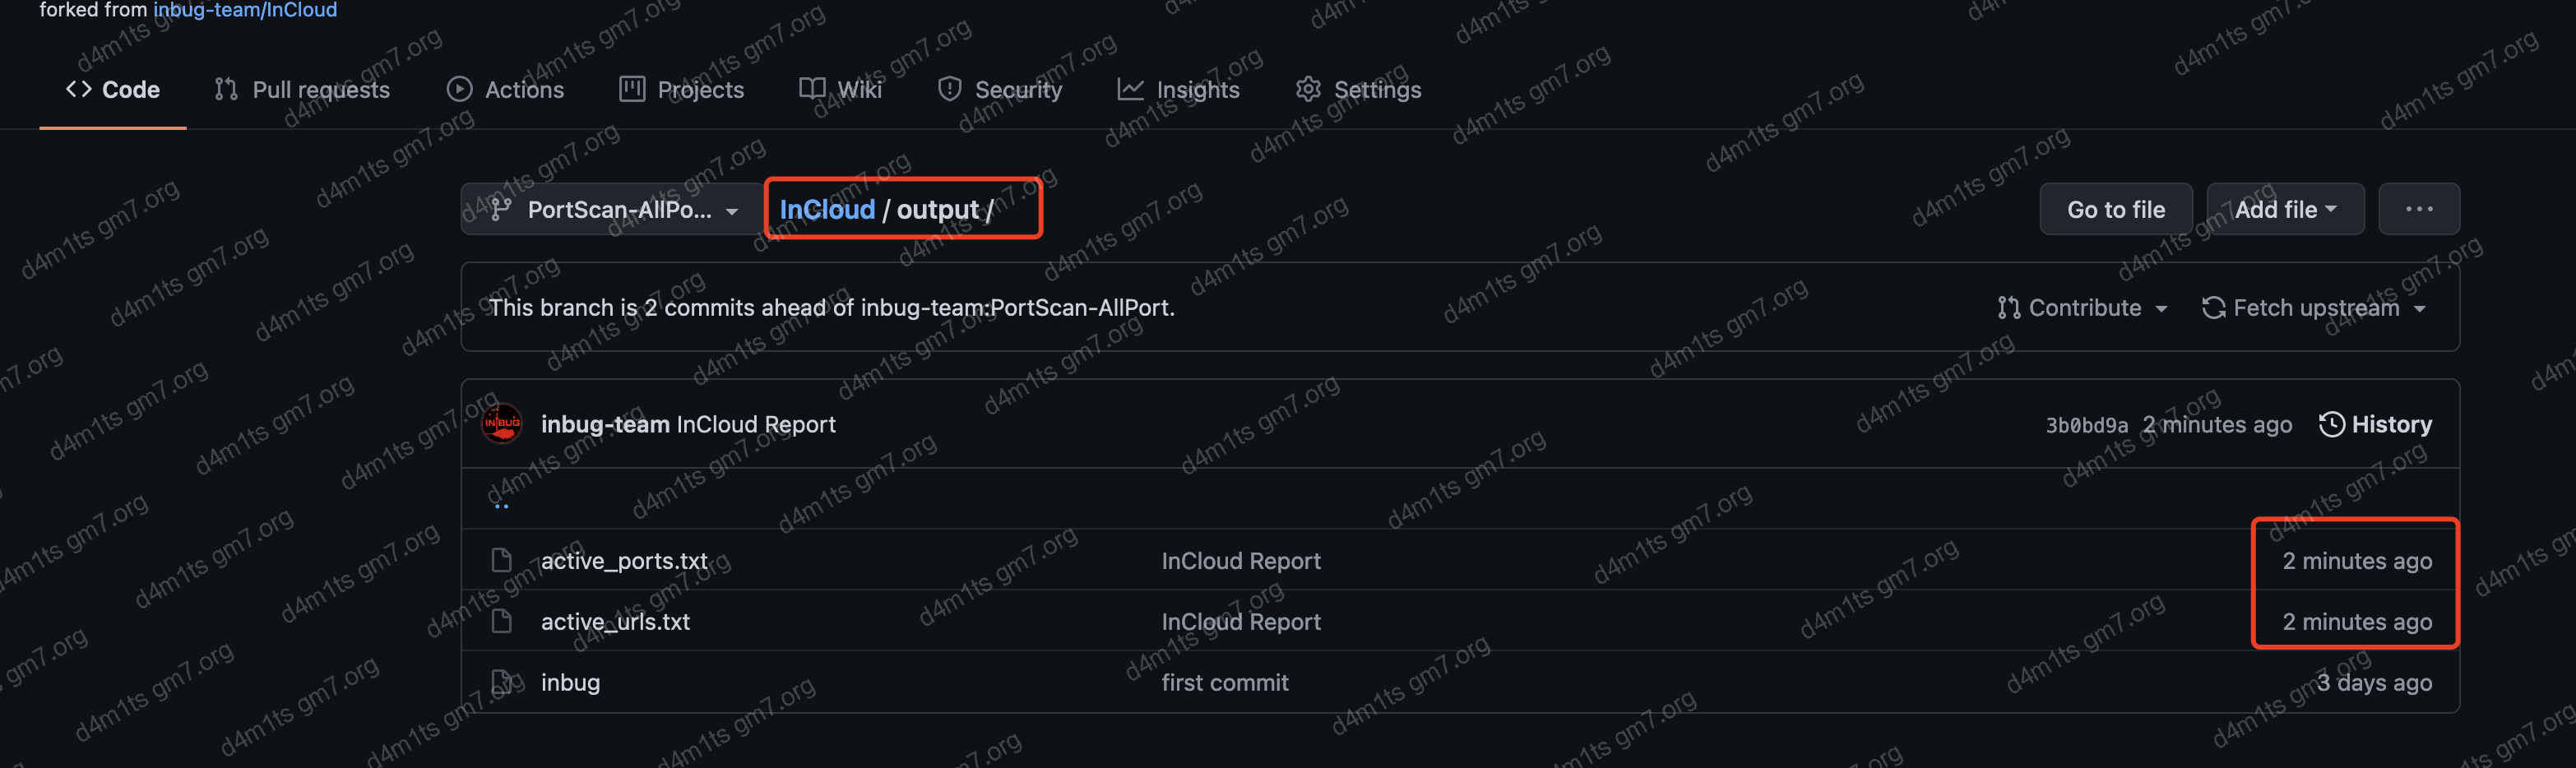 forked from inbug-team/InCloud
Code Pull requests Actions Projects Wiki Security Insights Settings
PortScan-AllPo... InCloud / output / Go to file Add file ...
This branch is 2 commits ahead of inbug-team:PortScan-AllPort. Contribute Fetch upstream
INBUG inbug-team InCloud Report 3b0bd9a 2 minutes ago History
..
active_ports.txt InCloud Report 2 minutes ago
active_urls.txt InCloud Report 2 minutes ago
inbug first commit 3 days ago
d4m1ts gm7.org